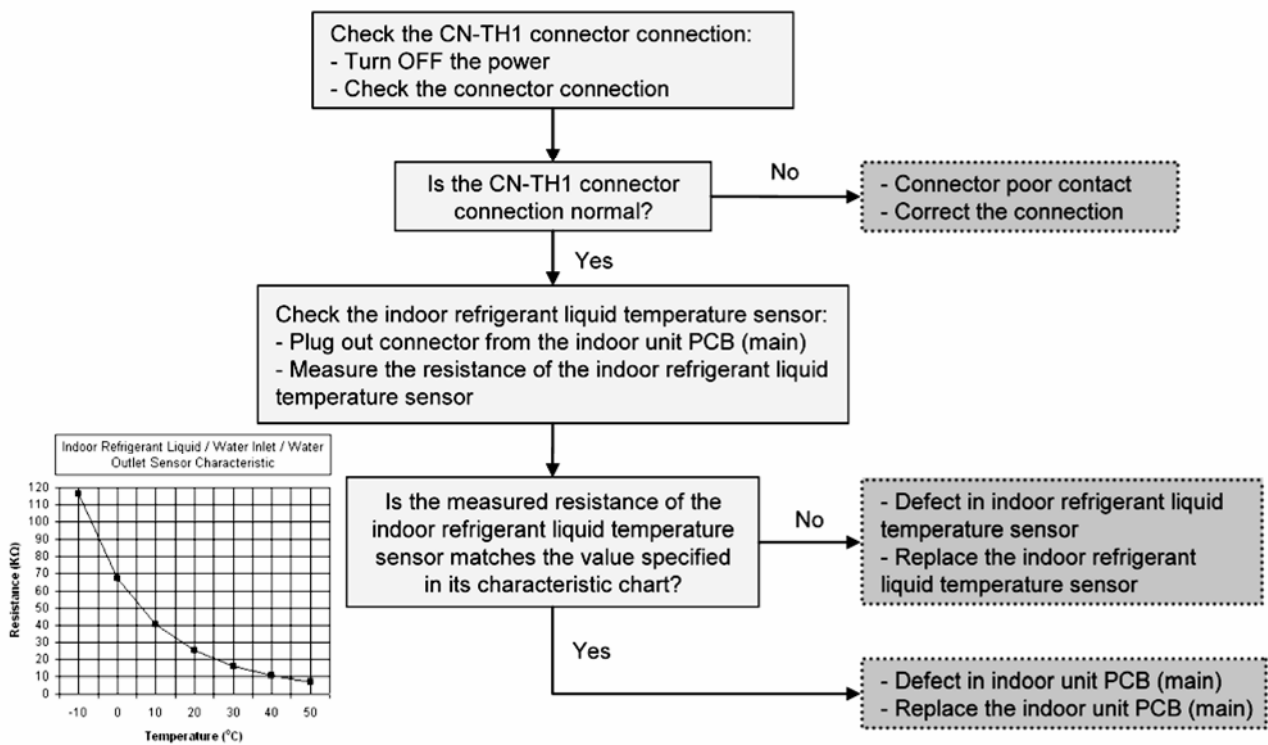 Check the CN-TH1 connector connection:
- Turn OFF the power
- Check the connector connection
Is the CN-TH1 connector
connection normal?
No
- Connector poor contact
- Correct the connection
Yes
Check the indoor refrigerant liquid temperature sensor:
- Plug out connector from the indoor unit PCB (main)
- Measure the resistance of the indoor refrigerant liquid
temperature sensor
Indoor Refrigerant Liquid / Water Inlet / Water
Outlet Sensor Characteristic
120
110
100
90
80
70
60
50
40
30
20
10
0
Resistance (KΩ)
-10 0 10 20 30 40 50
Temperature (°C)
Is the measured resistance of the
indoor refrigerant liquid temperature
sensor matches the value specified
in its characteristic chart?
No
- Defect in indoor refrigerant liquid
temperature sensor
- Replace the indoor refrigerant
liquid temperature sensor
Yes
- Defect in indoor unit PCB (main)
- Replace the indoor unit PCB (main)